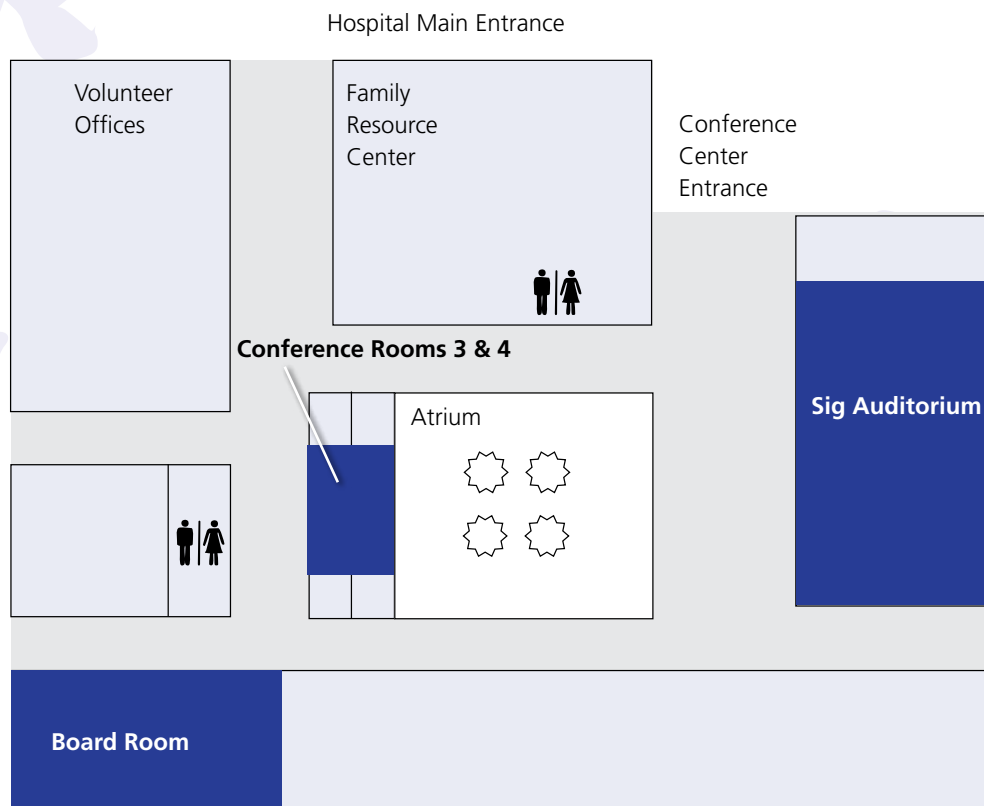 Hospital Main Entrance
Volunteer
Offices
Family
Resource
Center
Conference
Center
Entrance
Conference Rooms 3 & 4
Atrium
Sig Auditorium
Board Room